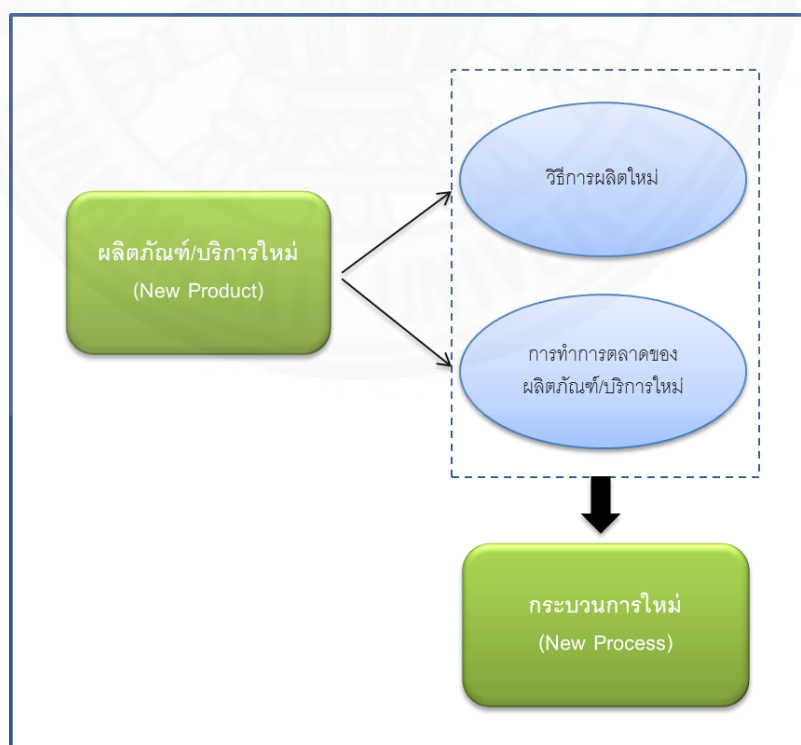 วิธีการผลิตใหม่
ผลิตภัณฑ์/บริการใหม่
(New Product)
การทำการตลาดของ
ผลิตภัณฑ์/บริการใหม่
กระบวนการใหม่
(New Process)